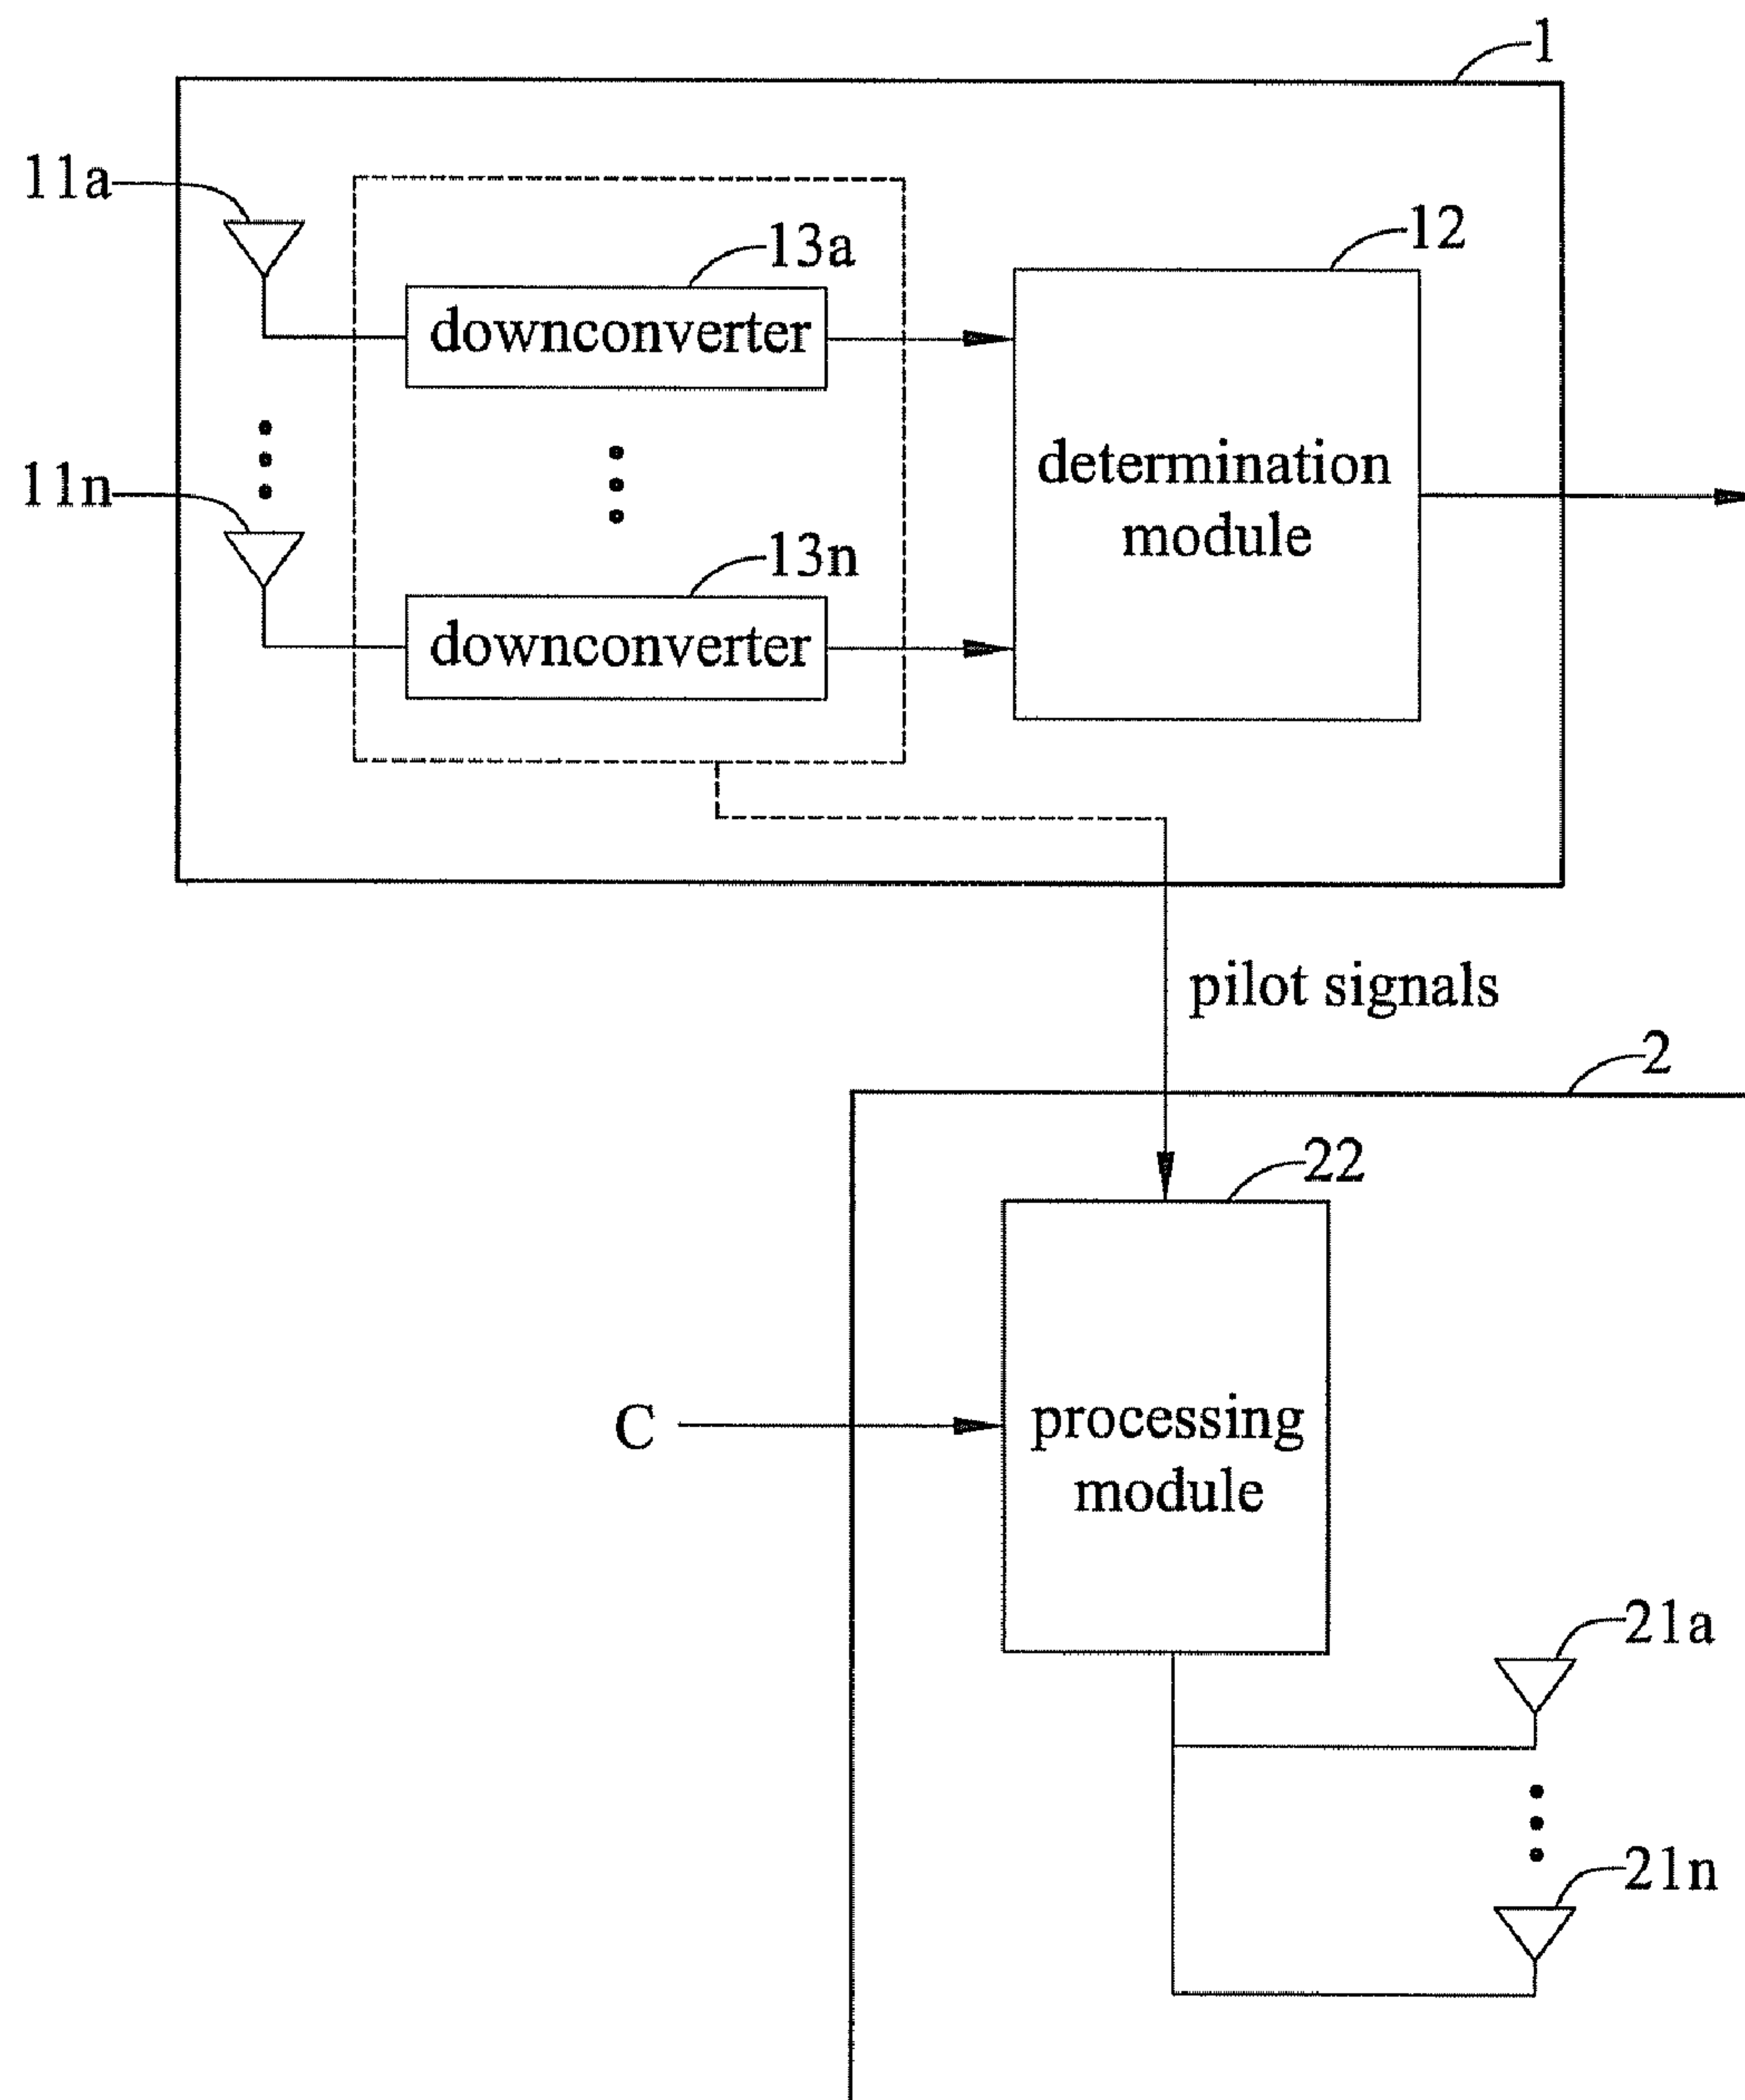 1
11a
13a
12
downconverter
determination
module
11n
13n
downconverter
pilot signals
2
22
C
processing
module
21a
21n